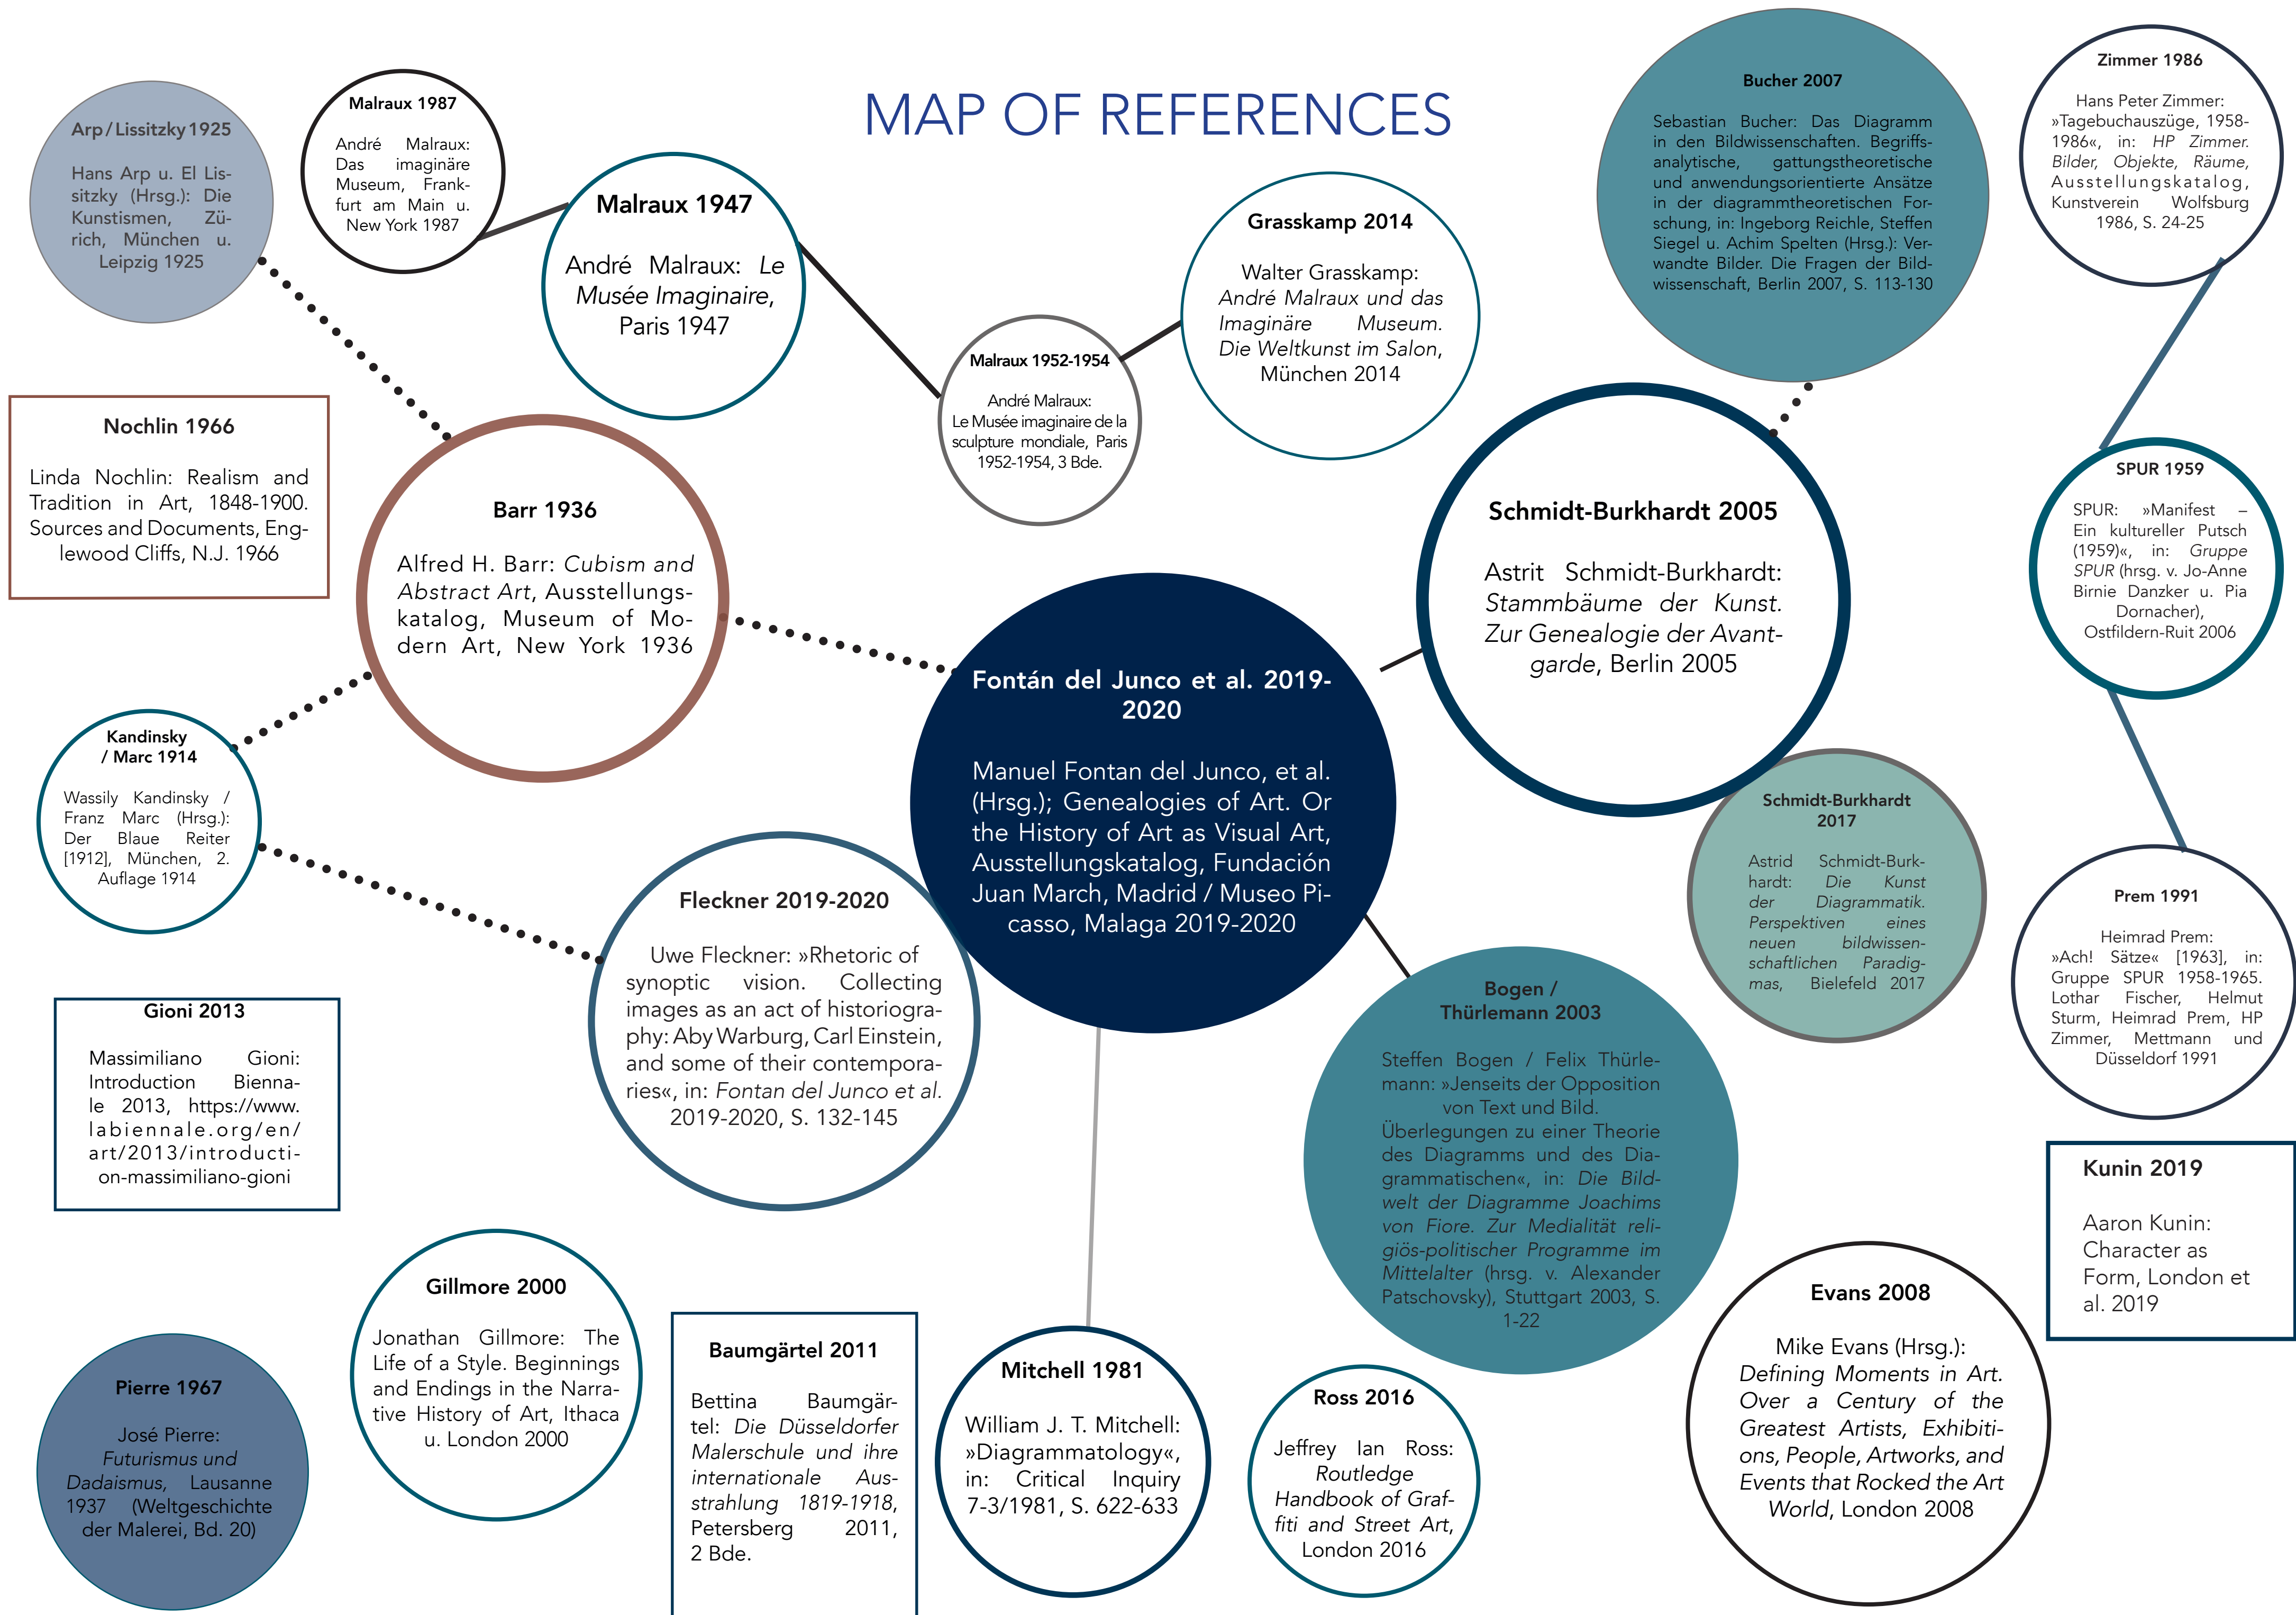 MAP OF REFERENCES
Arp / Lissitzky 1925
Hans Arp u. El Lis-
sitzky (Hrsg.): Die
Kunstismen, Zü-
rich, München u.
Leipzig 1925
Malraux 1987
André Malraux:
Das imaginäre
Museum, Frank-
furt am Main u.
New York 1987
Malraux 1947
André Malraux: Le
Musée Imaginaire,
Paris 1947
Malraux 1952-1954
André Malraux:
Le Musée imaginaire de la
sculpture mondiale, Paris
1952-1954, 3 Bde.
Grasskamp 2014
Walter Grasskamp:
André Malraux und das
Imaginäre Museum.
Die Weltkunst im Salon,
München 2014
Bucher 2007
Sebastian Bucher: Das Diagramm
in den Bildwissenschaften. Begriffs-
analytische, gattungstheoretische
und anwendungsorientierte Ansätze
in der diagrammtheoretischen For-
schung, in: Ingeborg Reichle, Steffen
Siegel u. Achim Spelten (Hrsg.): Ver-
wandte Bilder. Die Fragen der Bild-
wissenschaft, Berlin 2007, S. 113-130
Zimmer 1986
Hans Peter Zimmer:
»Tagebuchauszüge, 1958-
1986«, in: HP Zimmer.
Bilder, Objekte, Räume,
Ausstellungskatalog,
Kunstverein Wolfsburg
1986, S. 24-25
Nochlin 1966
Linda Nochlin: Realism and
Tradition in Art, 1848-1900.
Sources and Documents, Eng-
lewood Cliffs, N.J. 1966
Barr 1936
Alfred H. Barr: Cubism and
Abstract Art, Ausstellungs-
katalog, Museum of Mo-
dern Art, New York 1936
Schmidt-Burkhardt 2005
Astrit Schmidt-Burkhardt:
Stammbäume der Kunst.
Zur Genealogie der Avant-
garde, Berlin 2005
SPUR 1959
SPUR: »Manifest –
Ein kultureller Putsch
(1959)«, in: Gruppe
SPUR (hrsg. v. Jo-Anne
Birnie Danzker u. Pia
Dornacher),
Ostfildern-Ruit 2006
Kandinsky
/ Marc 1914
Wassily Kandinsky /
Franz Marc (Hrsg.):
Der Blaue Reiter
[1912], München, 2.
Auflage 1914
Fontán del Junco et al. 2019-
2020
Manuel Fontan del Junco, et al.
(Hrsg.); Genealogies of Art. Or
the History of Art as Visual Art,
Ausstellungskatalog, Fundación
Juan March, Madrid / Museo Pi-
casso, Malaga 2019-2020
Schmidt-Burkhardt
2017
Astrid Schmidt-Burk-
hardt: Die Kunst
der Diagrammatik.
Perspektiven eines
neuen bildwissen-
schaftlichen Paradig-
mas, Bielefeld 2017
Fleckner 2019-2020
Uwe Fleckner: »Rhetoric of
synoptic vision. Collecting
images as an act of historiogra-
phy: Aby Warburg, Carl Einstein,
and some of their contempora-
ries«, in: Fontan del Junco et al.
2019-2020, S. 132-145
Prem 1991
Heimrad Prem:
»Ach! Sätze« [1963], in:
Gruppe SPUR 1958-1965.
Lothar Fischer, Helmut
Sturm, Heimrad Prem, HP
Zimmer, Mettmann und
Düsseldorf 1991
Gioni 2013
Massimiliano Gioni:
Introduction Bienna-
le 2013, https://www.
labiennale.org/en/
art/2013/introducti-
on-massimiliano-gioni
Bogen /
Thürlemann 2003
Steffen Bogen / Felix Thürle-
mann: »Jenseits der Opposition
von Text und Bild.
Überlegungen zu einer Theorie
des Diagramms und des Dia-
grammatischen«, in: Die Bild-
welt der Diagramme Joachims
von Fiore. Zur Medialität reli-
giös-politischer Programme im
Mittelalter (hrsg. v. Alexander
Patschovsky), Stuttgart 2003, S.
1-22
Kunin 2019
Aaron Kunin:
Character as
Form, London et
al. 2019
Gillmore 2000
Jonathan Gillmore: The
Life of a Style. Beginnings
and Endings in the Narra-
tive History of Art, Ithaca
u. London 2000
Evans 2008
Mike Evans (Hrsg.):
Defining Moments in Art.
Over a Century of the
Greatest Artists, Exhibiti-
ons, People, Artworks, and
Events that Rocked the Art
World, London 2008
Pierre 1967
José Pierre:
Futurismus und
Dadaismus, Lausanne
1937 (Weltgeschichte
der Malerei, Bd. 20)
Baumgärtel 2011
Bettina Baumgär-
tel: Die Düsseldorfer
Malerschule und ihre
internationale Aus-
strahlung 1819-1918,
Petersberg 2011,
2 Bde.
Mitchell 1981
William J. T. Mitchell:
»Diagrammatology«,
in: Critical Inquiry
7-3/1981, S. 622-633
Ross 2016
Jeffrey Ian Ross:
Routledge
Handbook of Graf-
fiti and Street Art,
London 2016